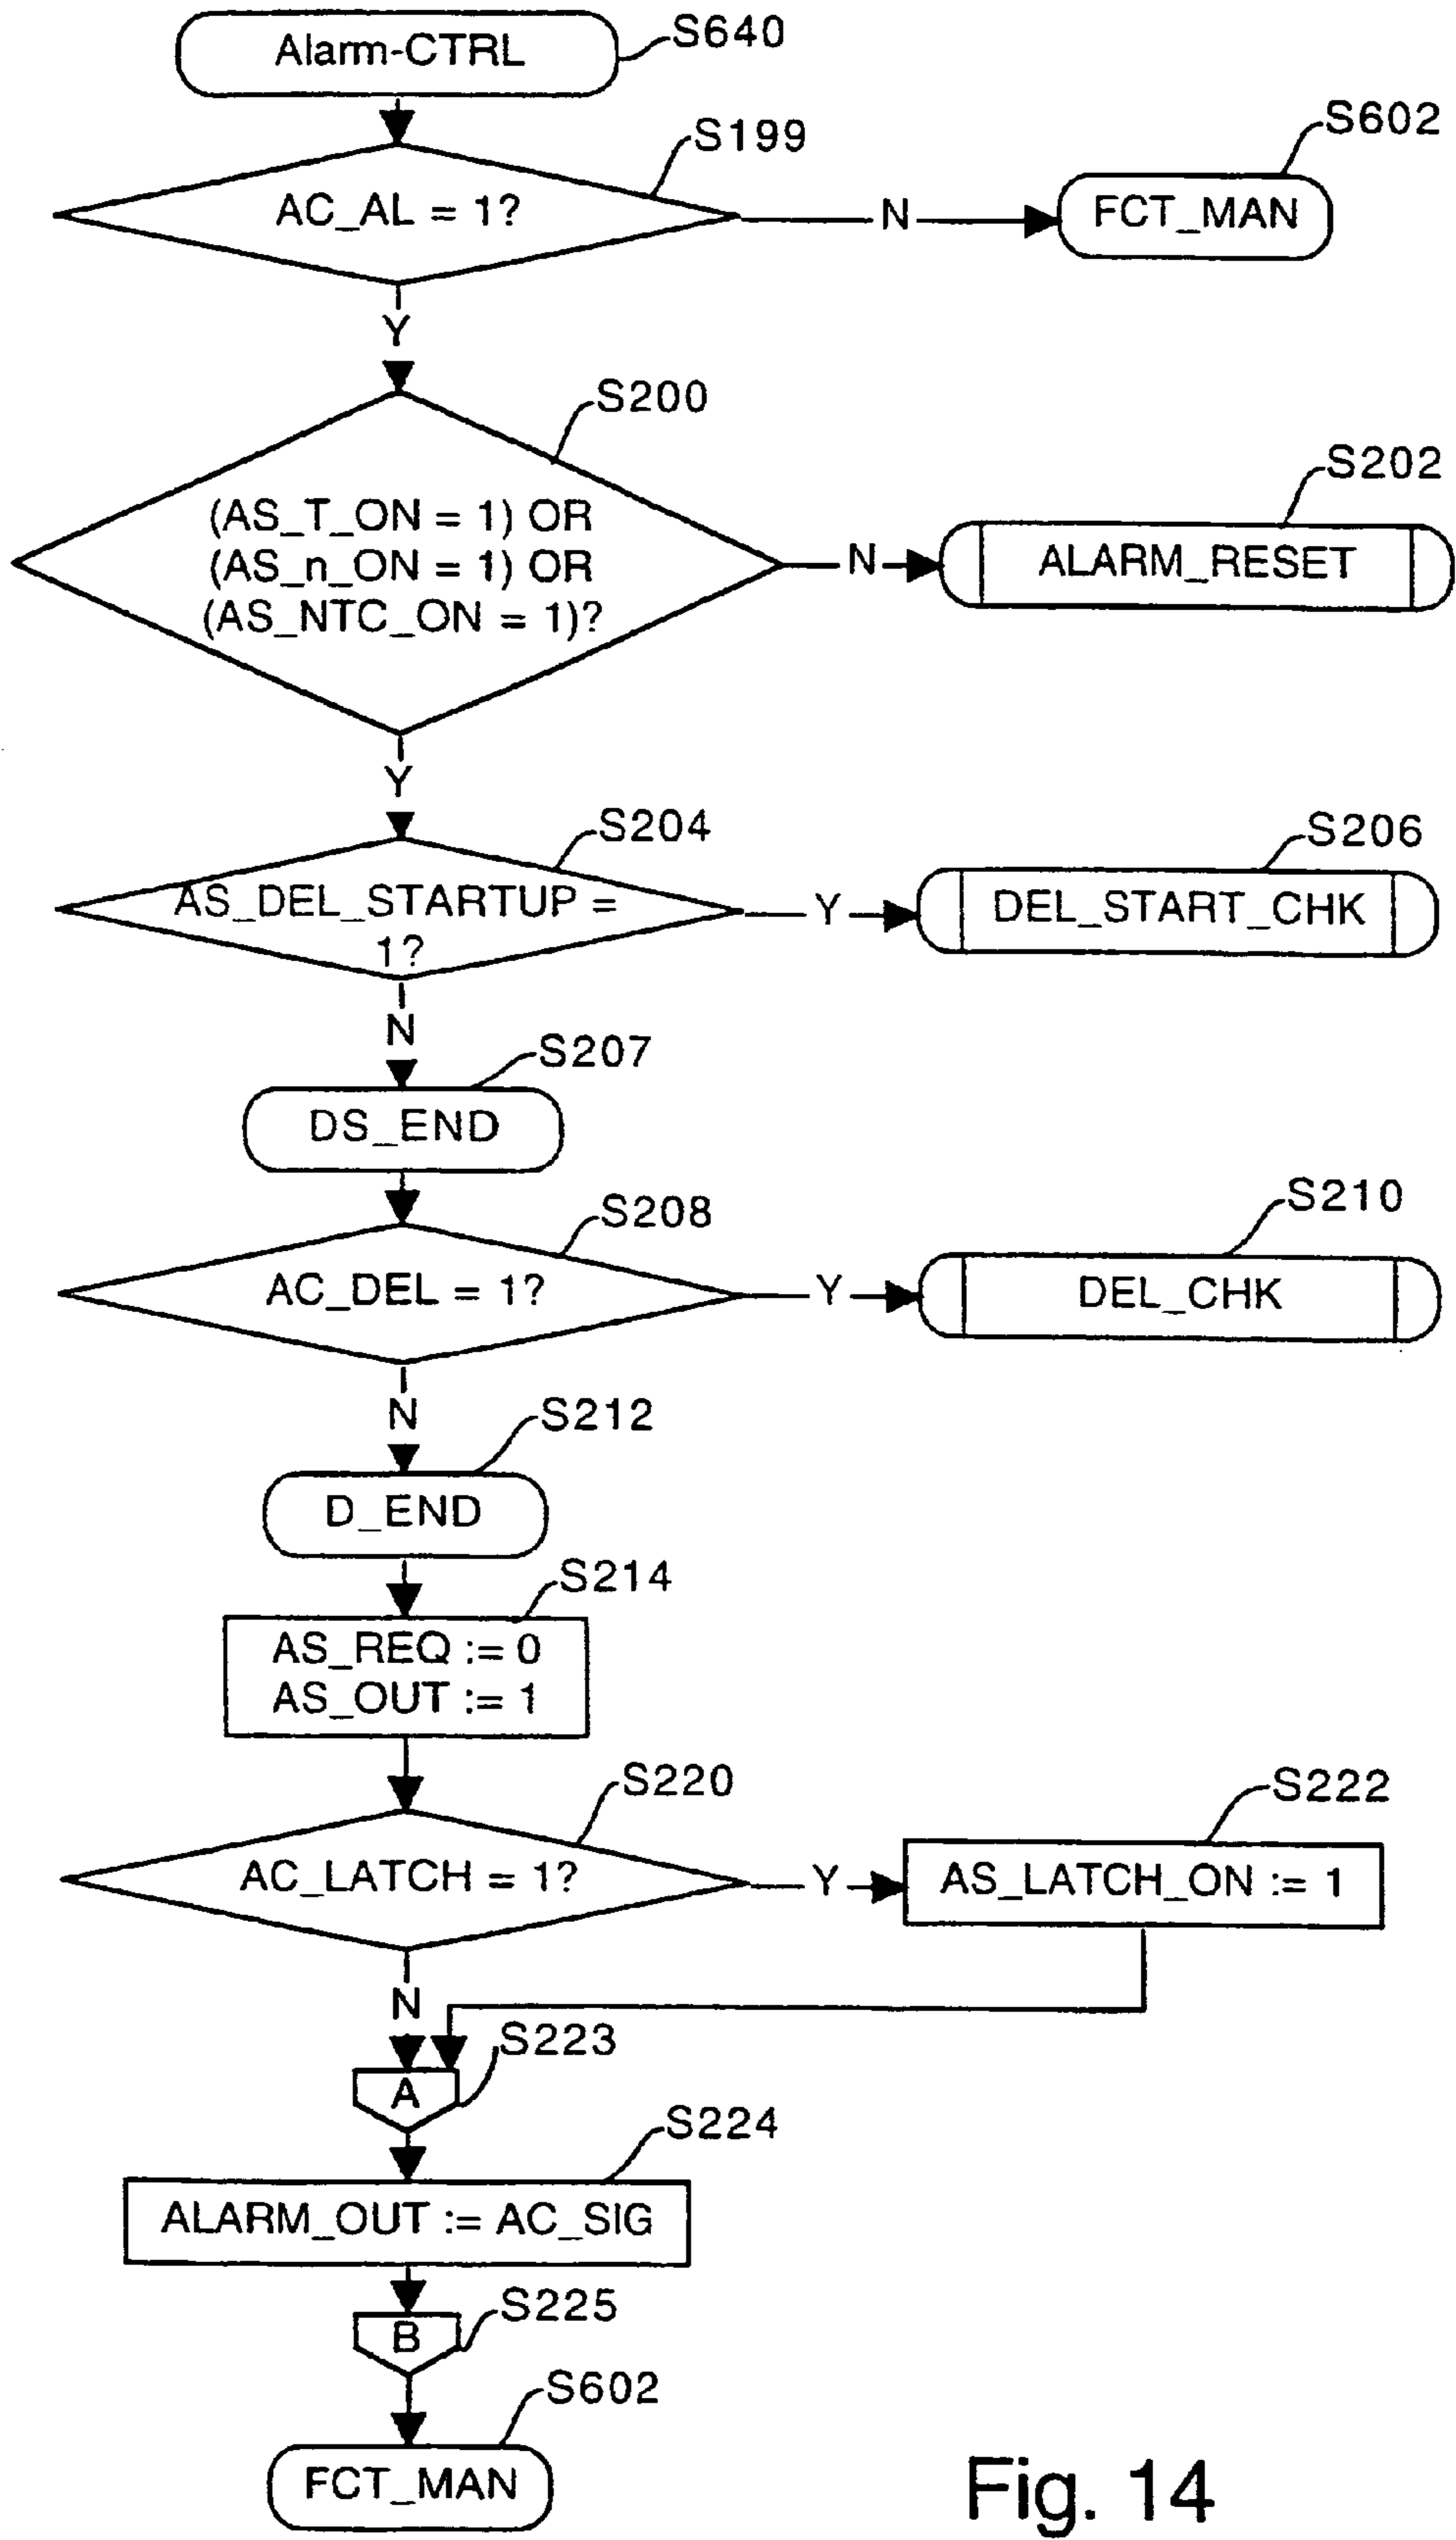 Alarm-CTRL
S640
S199
AC_AL = 1?
N
S602
FCT_MAN
Y
S200
(AS_T_ON = 1) OR
(AS_n_ON = 1) OR
(AS_NTC_ON = 1)?
N
S202
ALARM_RESET
Y
S204
AS_DEL_STARTUP =
1?
Y
S206
DEL_START_CHK
N
S207
DS_END
S208
AC_DEL = 1?
Y
S210
DEL_CHK
N
S212
D_END
S214
AS_REQ := 0
AS_OUT := 1
S220
AC_LATCH = 1?
Y
S222
AS_LATCH_ON := 1
N
S223
A
S224
ALARM_OUT := AC_SIG
S225
B
S602
FCT_MAN
Fig. 14